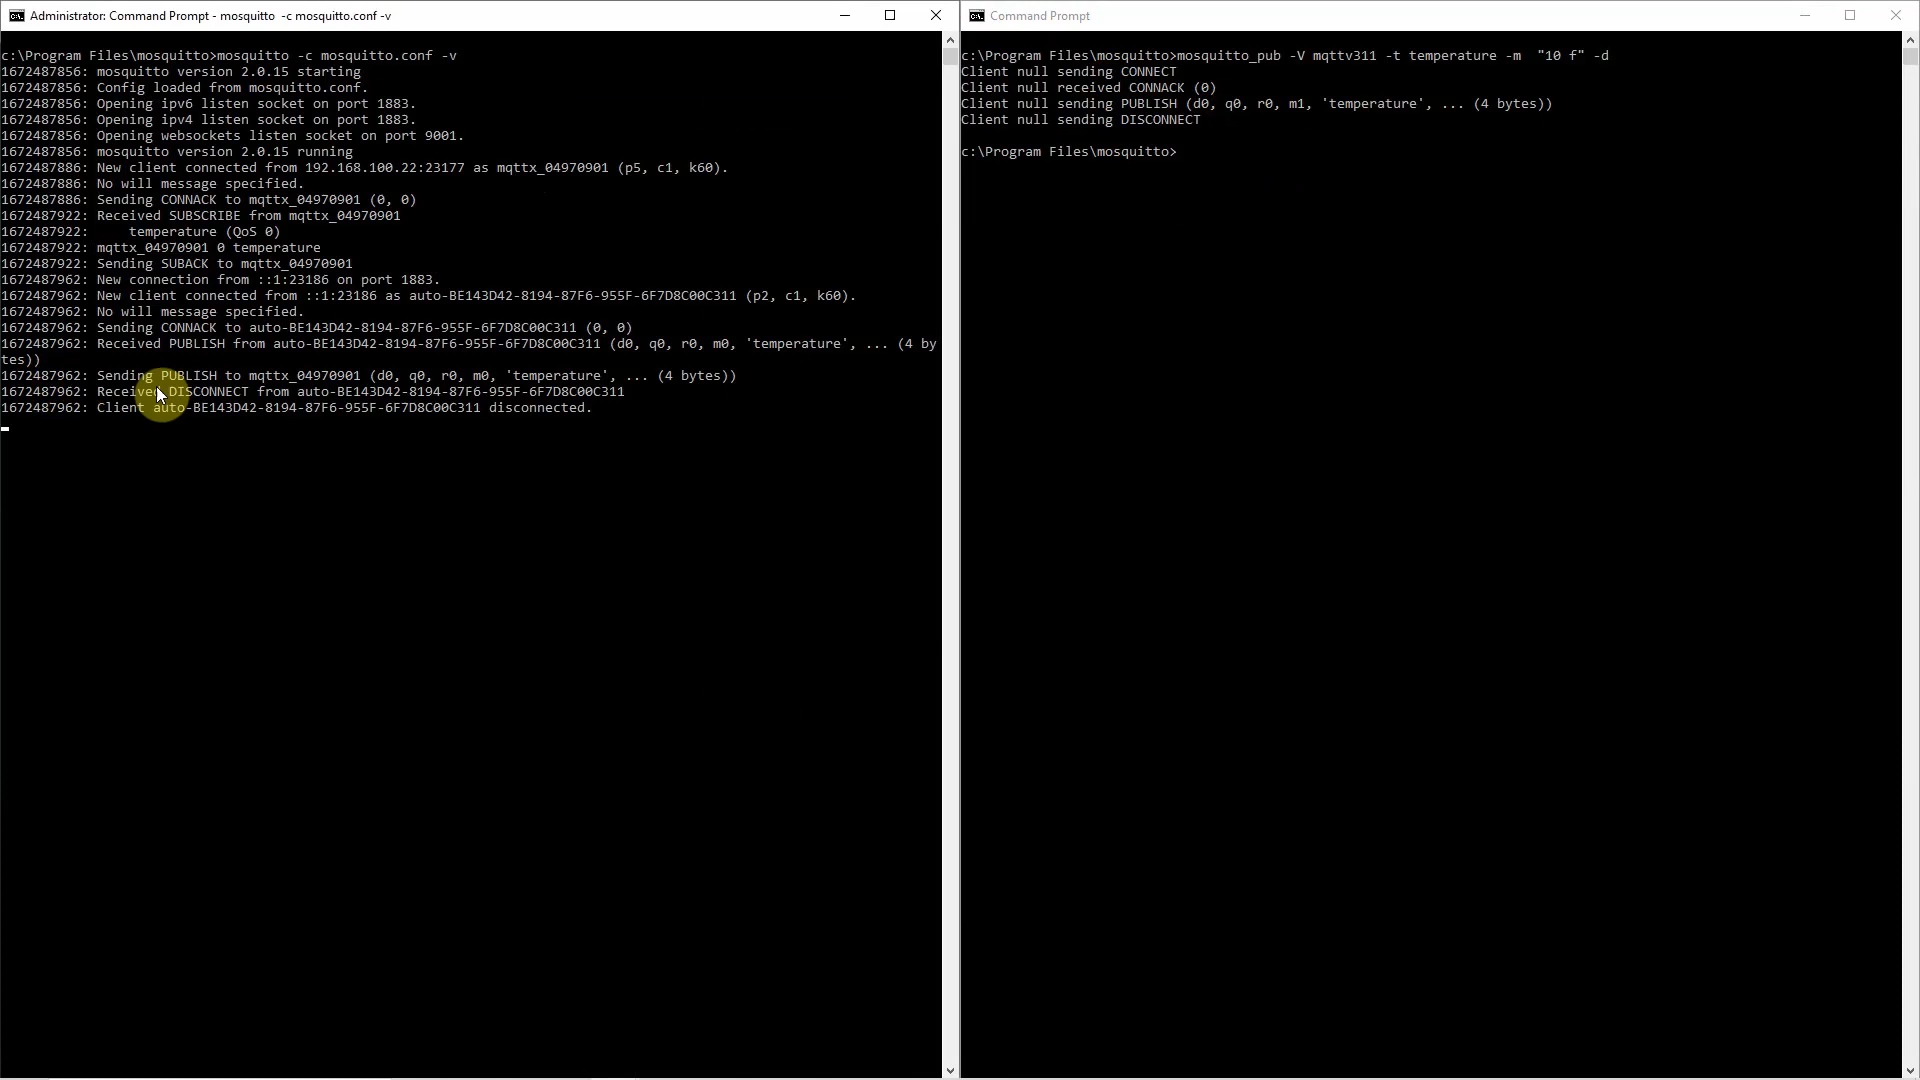 Administrator: Command Prompt - mosquitto -c mosquitto.conf -v
c:\Program Files\mosquitto>mosquitto -c mosquitto.conf -v
1672487856: mosquitto version 2.0.15 starting
1672487856: Config loaded from mosquitto.conf.
1672487856: Opening ipv6 listen socket on port 1883.
1672487856: Opening ipv4 listen socket on port 1883.
1672487856: Opening websockets listen socket on port 9001.
1672487856: mosquitto version 2.0.15 running
1672487886: New client connected from 192.168.100.22:23177 as mqttx_04970901 (p5, c1, k60).
1672487886: No will message specified.
1672487886: Sending CONNACK to mqttx_04970901 (0, 0)
1672487922: Received SUBSCRIBE from mqttx_04970901
1672487922:     temperature (QoS 0)
1672487922: mqttx_04970901 0 temperature
1672487922: Sending SUBACK to mqttx_04970901
1672487962: New connection from ::1:23186 on port 1883.
1672487962: New client connected from ::1:23186 as auto-BE143D42-8194-87F6-955F-6F7D8C00C311 (p2, c1, k60).
1672487962: No will message specified.
1672487962: Sending CONNACK to auto-BE143D42-8194-87F6-955F-6F7D8C00C311 (0, 0)
1672487962: Received PUBLISH from auto-BE143D42-8194-87F6-955F-6F7D8C00C311 (d0, q0, r0, m0, 'temperature', ... (4 by
tes))
1672487962: Sending PUBLISH to mqttx_04970901 (d0, q0, r0, m0, 'temperature', ... (4 bytes))
1672487962: Received DISCONNECT from auto-BE143D42-8194-87F6-955F-6F7D8C00C311
1672487962: Client auto-BE143D42-8194-87F6-955F-6F7D8C00C311 disconnected.
Command Prompt
c:\Program Files\mosquitto>mosquitto_pub -V mqttv311 -t temperature -m  "10 f" -d
Client null sending CONNECT
Client null received CONNACK (0)
Client null sending PUBLISH (d0, q0, r0, m1, 'temperature', ... (4 bytes))
Client null sending DISCONNECT
c:\Program Files\mosquitto>